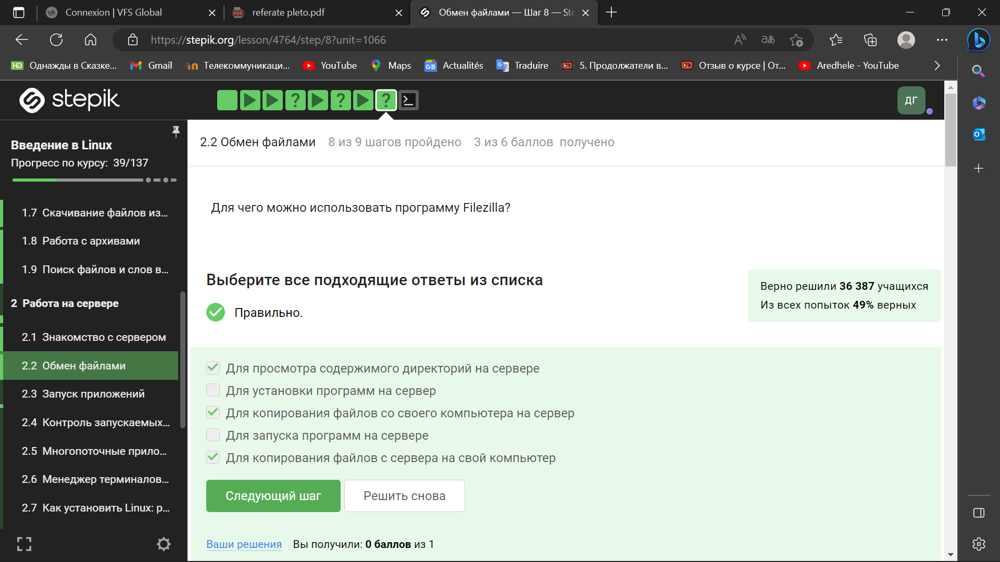 Connexion | VFS Global
referate pleto.pdf
Обмен файлами — Шаг 8 — Ste
https://stepik.org/lesson/4764/step/8?unit=1066
Однажды в Сказке...
Gmail
Телекоммуникаци...
YouTube
Maps
Actualités
Traduire
5. Продолжатели в...
Отзыв о курсе | От...
Aredhele - YouTube
stepik
ДГ
Введение в Linux
Прогресс по курсу: 39/137
1.7 Скачивание файлов из...
1.8 Работа с архивами
1.9 Поиск файлов и слов в...
2 Работа на сервере
2.1 Знакомство с сервером
2.2 Обмен файлами
2.3 Запуск приложений
2.4 Контроль запускаемых...
2.5 Многопоточные прило...
2.6 Менеджер терминалов...
2.7 Как установить Linux: р...
2.2 Обмен файлами 8 из 9 шагов пройдено 3 из 6 баллов получено
Для чего можно использовать программу Filezilla?
Выберите все подходящие ответы из списка
Правильно.
Верно решили 36 387 учащихся
Из всех попыток 49% верных
Для просмотра содержимого директорий на сервере
Для установки программ на сервер
Для копирования файлов со своего компьютера на сервер
Для запуска программ на сервере
Для копирования файлов с сервера на свой компьютер
Следующий шаг
Решить снова
Ваши решения Вы получили: 0 баллов из 1